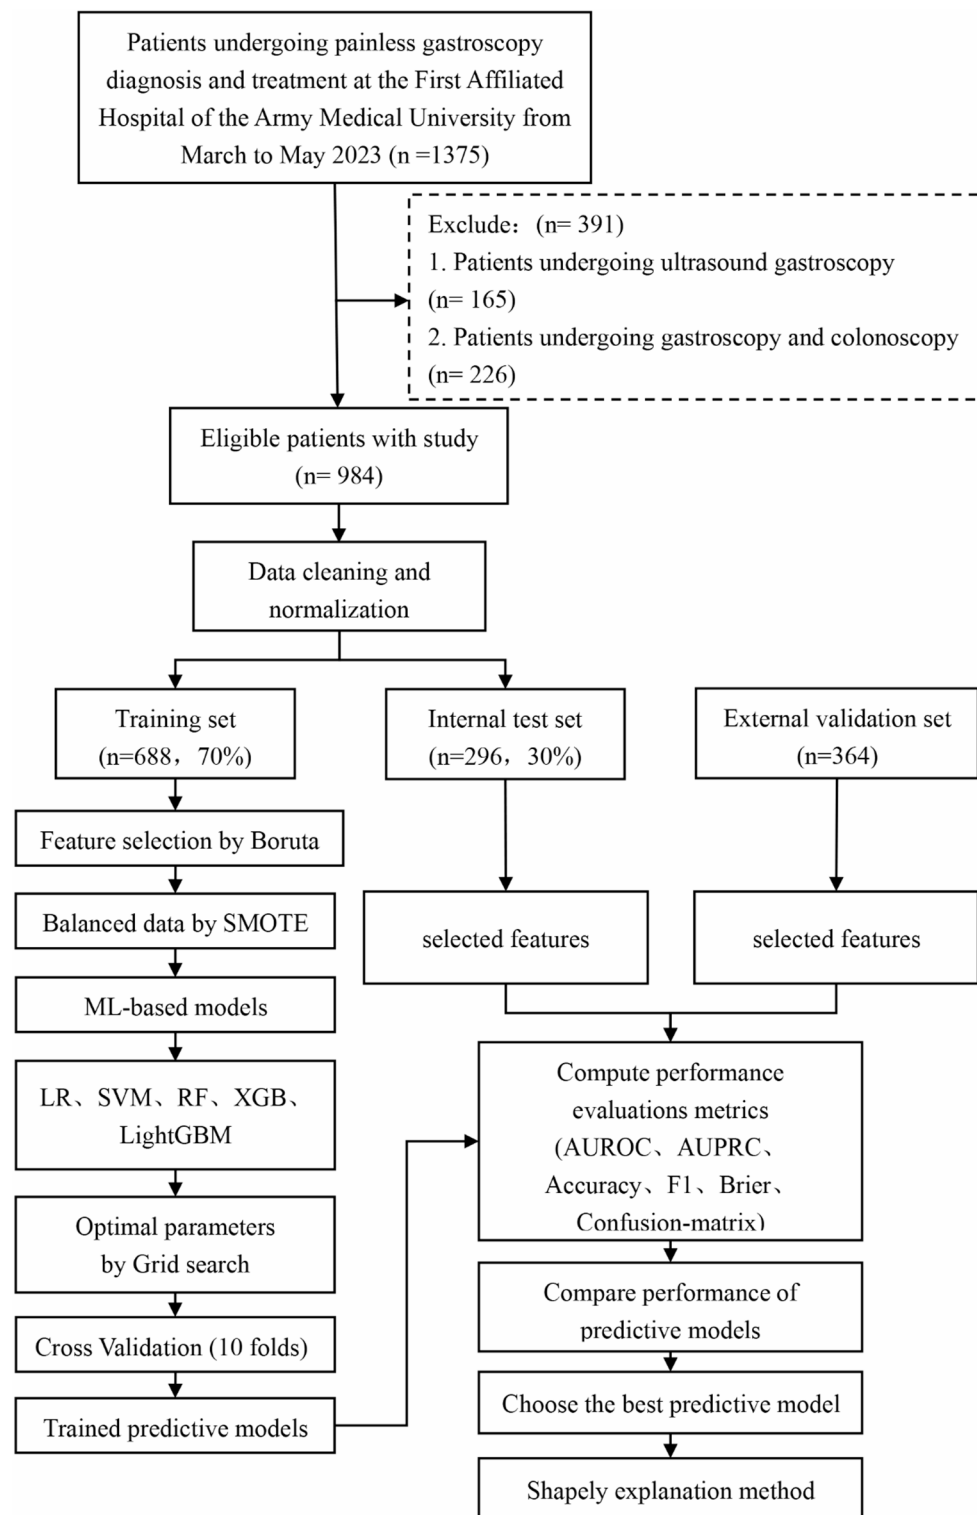 Patients undergoing painless gastroscopy
diagnosis and treatment at the First Affiliated
Hospital of the Army Medical University from
March to May 2023 (n =1375)
Exclude：(n= 391)
1. Patients undergoing ultrasound gastroscopy
(n= 165)
2. Patients undergoing gastroscopy and colonoscopy
(n= 226)
Eligible patients with study
(n= 984)
Data cleaning and
normalization
Training set
(n=688，70%)
Internal test set
(n=296，30%)
External validation set
(n=364)
Feature selection by Boruta
Balanced data by SMOTE
ML-based models
LR、SVM、RF、XGB、
LightGBM
Optimal parameters
by Grid search
Cross Validation (10 folds)
Trained predictive models
selected features
selected features
Compute performance
evaluations metrics
(AUROC、AUPRC、
Accuracy、F1、Brier、
Confusion-matrix)
Compare performance of
predictive models
Choose the best predictive model
Shapely explanation method